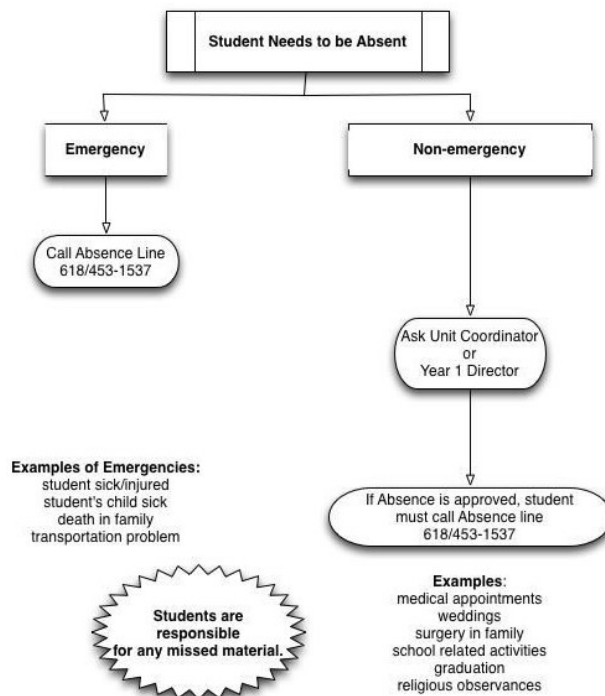 Student Needs to be Absent
Emergency
Non-emergency
Call Absence Line
618/453-1537
Ask Unit Coordinator
or
Year 1 Director
Examples of Emergencies:
student sick/injured
student's child sick
death in family
transportation problem
If Absence is approved, student
must call Absence line
618/453-1537
Students are
responsible
for any missed material.
Examples:
medical appointments
weddings
surgery in family
school related activities
graduation
religious observances